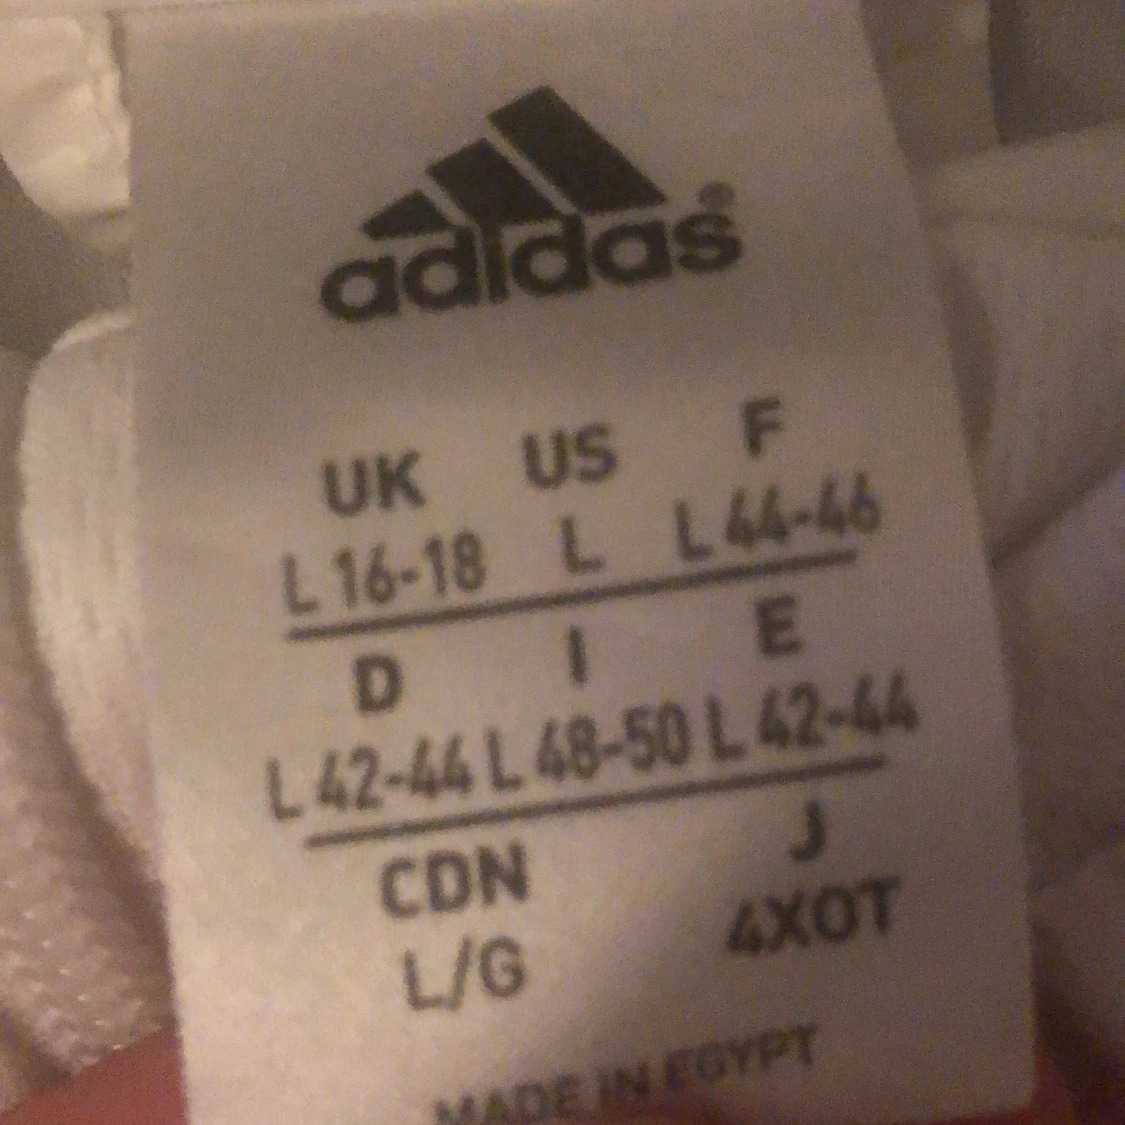 adidas®
UK US F
L 16-18 L L 44-46
D I E
L 42-44 L 48-50 L 42-44
CDN J
L/G 4XOT
MADE IN EGYPT